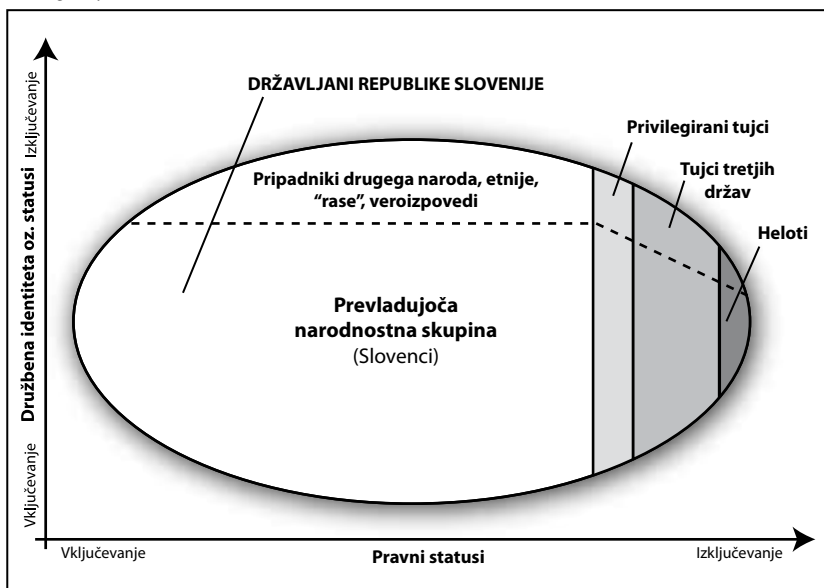 DRŽAVLJANI REPUBLIKE SLOVENIJE
Privilegirani tujci
Tujci tretjih
držav
Heloti
Pripadniki drugega naroda, etnije,
“rase”, veroizpovedi
Prevladujoča
narodnostna skupina
(Slovenci)
Izključevanje
Družbena identiteta oz. statusi
Vključevanje
Vključevanje
Pravni statusi
Izključevanje